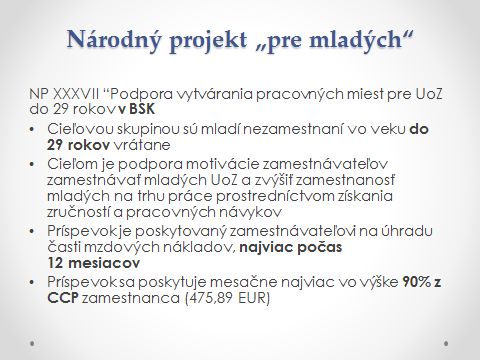 Národný projekt „pre mladých“
NP XXXVII “Podpora vytvárania pracovných miest pre UoZ
do 29 rokov v BSK
• Cieľovou skupinou sú mladí nezamestnaní vo veku do
29 rokov vrátane
• Cieľom je podpora motivácie zamestnávateľov
zamestnávať mladých UoZ a zvýšiť zamestnanosť
mladých na trhu práce prostredníctvom získania
zručností a pracovných návykov
• Príspevok je poskytovaný zamestnávateľovi na úhradu
časti mzdových nákladov, najviac počas
12 mesiacov
• Príspevok sa poskytuje mesačne najviac vo výške 90% z
CCP zamestnanca (475,89 EUR)